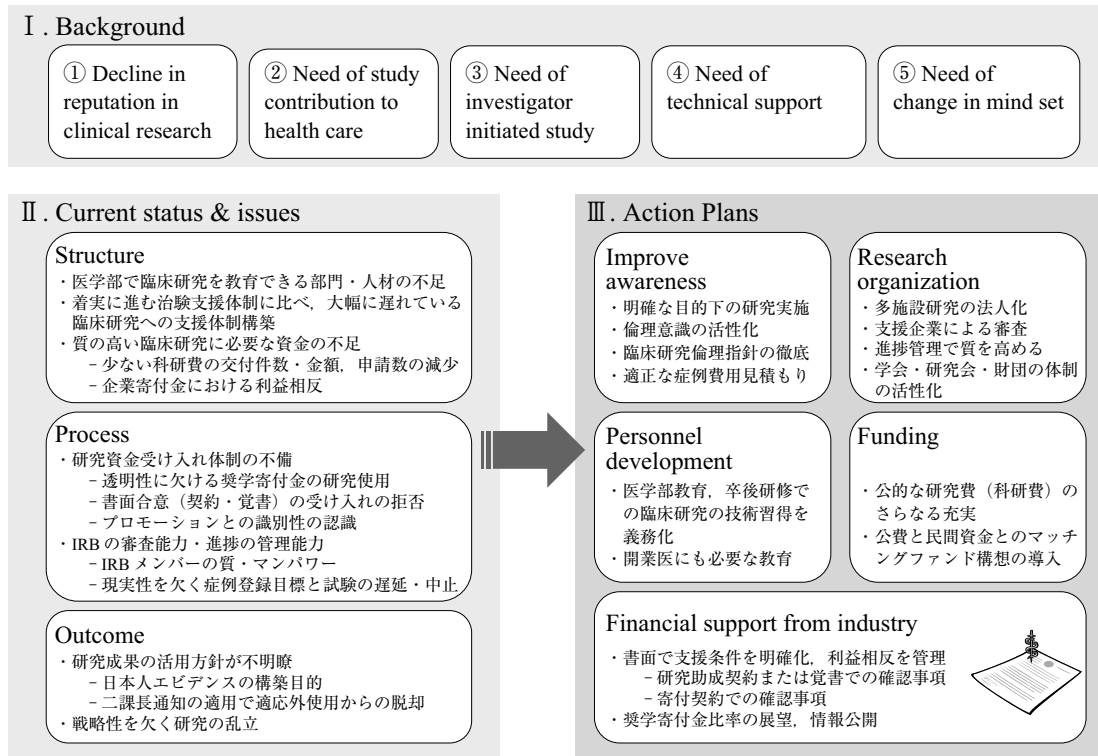 Ⅰ. Background
① Decline in
reputation in
clinical research
② Need of study
contribution to
health care
③ Need of
investigator
initiated study
④ Need of
technical support
⑤ Need of
change in mind set
Ⅱ. Current status & issues
Structure
・医学部で臨床研究を教育できる部門・人材の不足
・着実に進む治験支援体制に比べ，大幅に遅れている
臨床研究への支援体制構築
・質の高い臨床研究に必要な資金の不足
－少ない科研費の交付件数・金額，申請数の減少
－企業寄付金における利益相反
Process
・研究資金受け入れ体制の不備
－透明性に欠ける奨学寄付金の研究使用
－書面合意（契約・覚書）の受け入れの拒否
－プロモーションとの識別性の認識
・IRB の審査能力・進捗の管理能力
－IRB メンバーの質・マンパワー
－現実性を欠く症例登録目標と試験の遅延・中止
Outcome
・研究成果の活用方針が不明瞭
－日本人エビデンスの構築目的
－二課長通知の適用で適応外使用からの脱却
・戦略性を欠く研究の乱立
Ⅲ. Action Plans
Improve
awareness
・明確な目的下の研究実施
・倫理意識の活性化
・臨床研究倫理指針の徹底
・適正な症例費用見積もり
Research
organization
・多施設研究の法人化
・支援企業による審査
・進捗管理で質を高める
・学会・研究会・財団の体制
の活性化
Personnel
development
・医学部教育，卒後研修で
の臨床研究の技術習得を
義務化
・開業医にも必要な教育
Funding
・公的な研究費（科研費）の
さらなる充実
・公費と民間資金とのマッチ
ングファンド構想の導入
Financial support from industry
・書面で支援条件を明確化，利益相反を管理
－研究助成契約または覚書での確認事項
－寄付契約での確認事項
・奨学寄付金比率の展望，情報公開